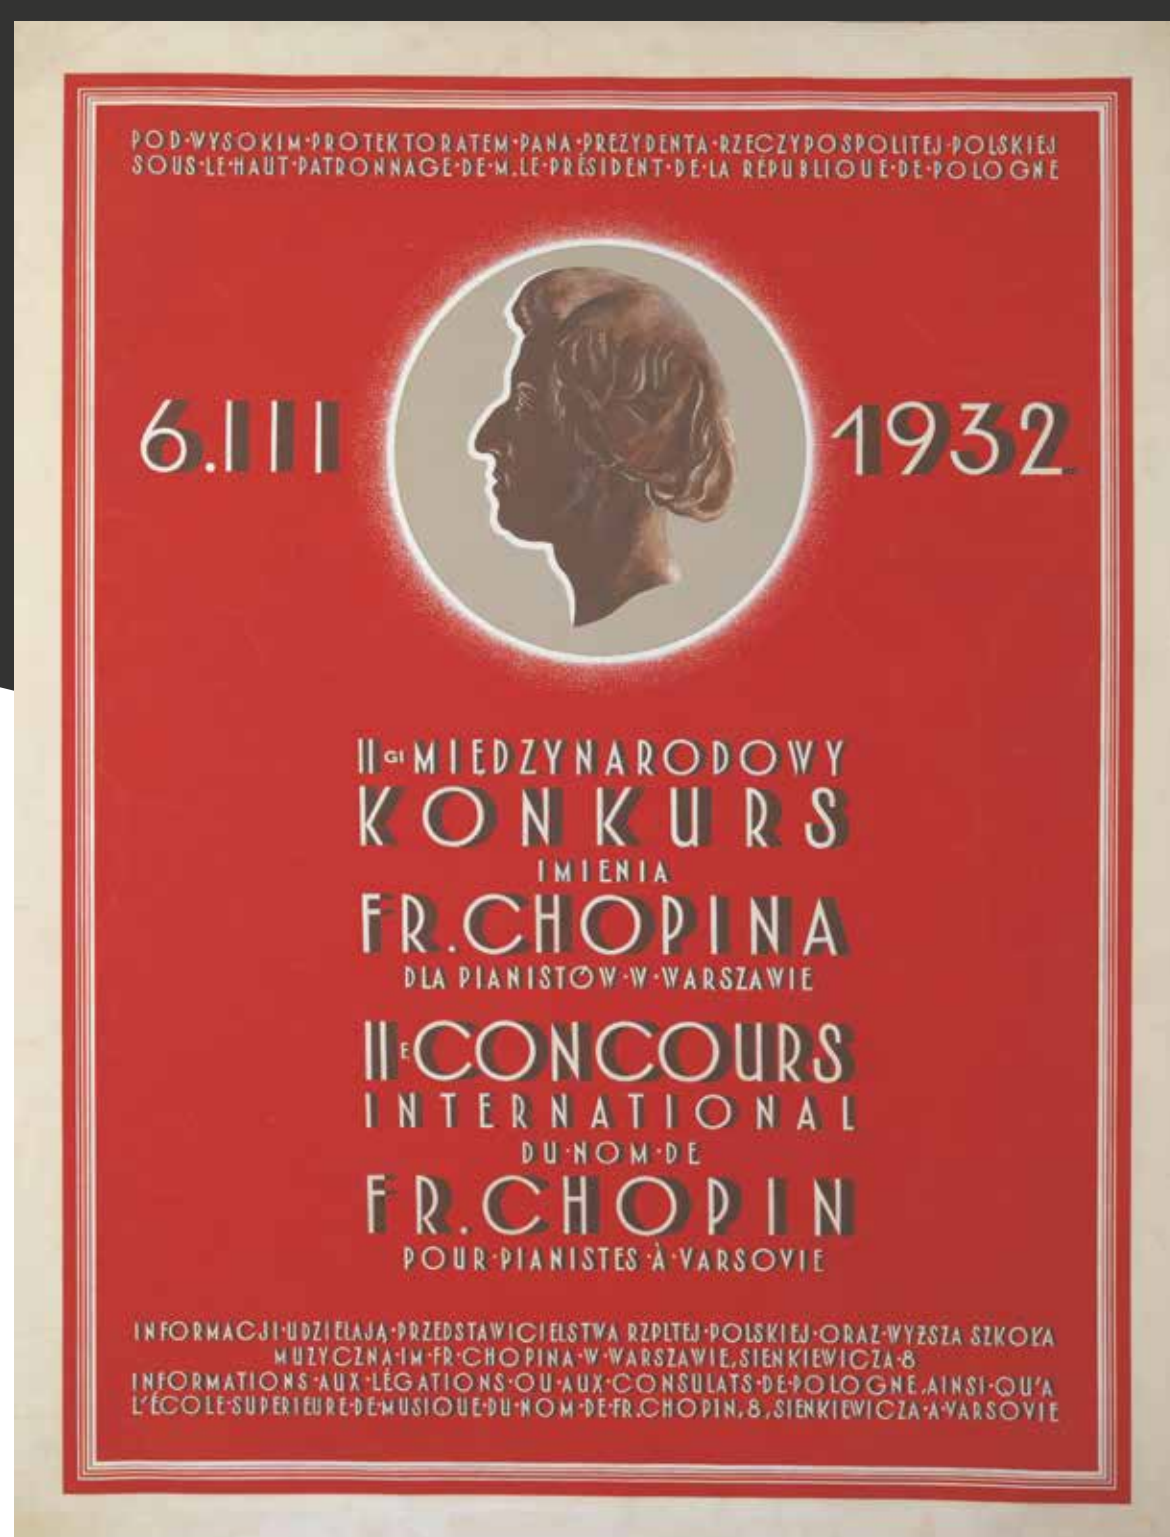 POD·WYSOKIM·PROTEKTORATEM·PANA·PREZYDENTA·RZECZYPOSPOLITEJ·POLSKIEJ
SOUS·LE·HAUT·PATRONNAGE·DE·M.LE·PRÉSIDENT·DE·LA RÉPUBLIQUE·DE·POLOGNE
6.III 1932
II GI MIĘDZYNARODOWY
KONKURS
IMIENIA
FR.CHOPINA
DLA PIANISTÓW·W·WARSZAWIE
II E CONCOURS
INTERNATIONAL
DU·NOM·DE
FR.CHOPIN
POUR·PIANISTES·À·VARSOVIE
INFORMACJI·UDZIELAJĄ·PRZEDSTAWICIELSTWA RZPLTEJ·POLSKIEJ·ORAZ·WYŻSZA SZKOŁA
MUZYCZNA·IM·FR·CHOPINA·W·WARSZAWIE, SIENKIEWICZA·8
INFORMATIONS·AUX·LÉGATIONS·OU·AUX·CONSULATS·DE·POLOGNE, AINSI·QU'A
L'ÉCOLE·SUPERIEURE·DE·MUSIQUE·DU·NOM·DE·FR.CHOPIN, 8, SIENKIEWICZA·A·VARSOVIE